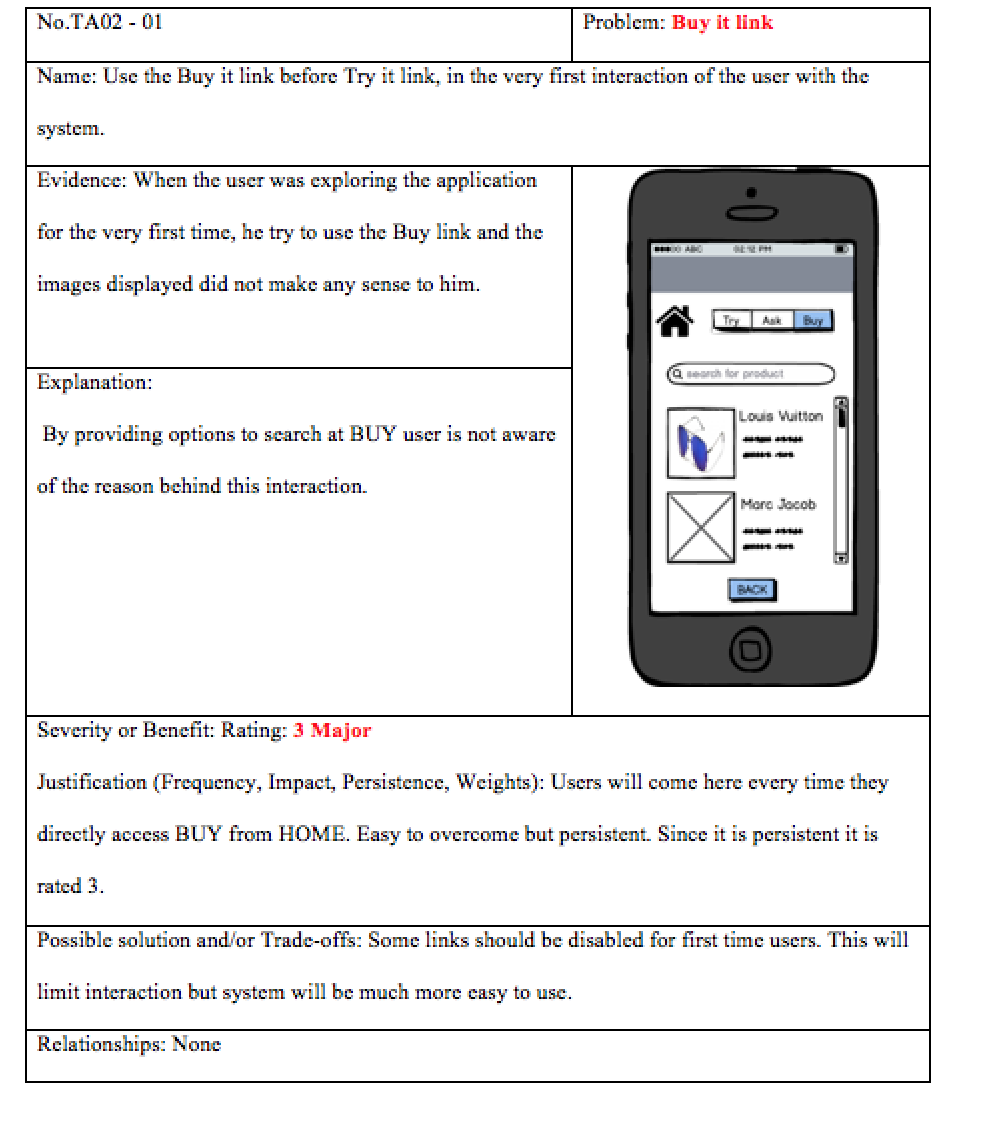 No.TA02 - 01
Problem: Buy it link
Name: Use the Buy it link before Try it link, in the very first interaction of the user with the
system.
Evidence: When the user was exploring the application
for the very first time, he try to use the Buy link and the
images displayed did not make any sense to him.
Explanation:
By providing options to search at BUY user is not aware
of the reason behind this interaction.
ABC 02:12 PM
Try Ask Buy
search for product
Louis Vuitton
Marc Jacob
BACK
Severity or Benefit: Rating: 3 Major
Justification (Frequency, Impact, Persistence, Weights): Users will come here every time they
directly access BUY from HOME. Easy to overcome but persistent. Since it is persistent it is
rated 3.
Possible solution and/or Trade-offs: Some links should be disabled for first time users. This will
limit interaction but system will be much more easy to use.
Relationships: None